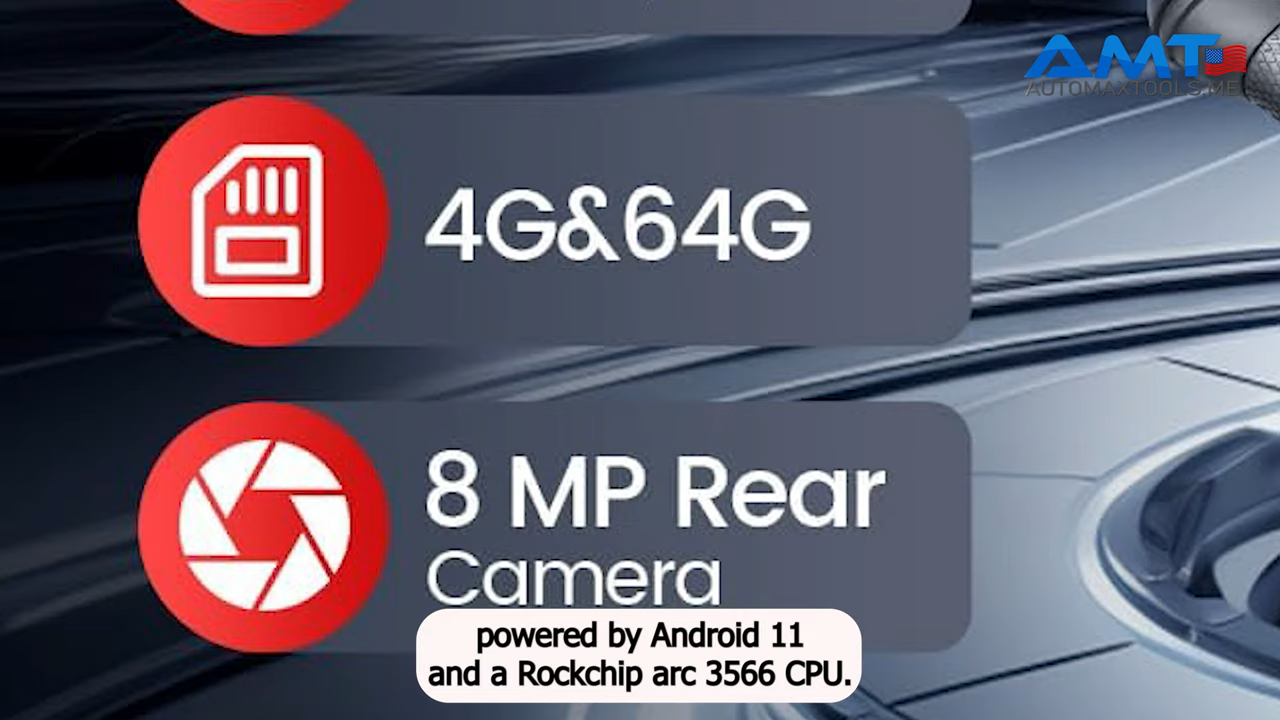 AMT
AUTOMAXTOOLS.ME
4G&64G
8 MP Rear
Camera
powered by Android 11
and a Rockchip arc 3566 CPU.